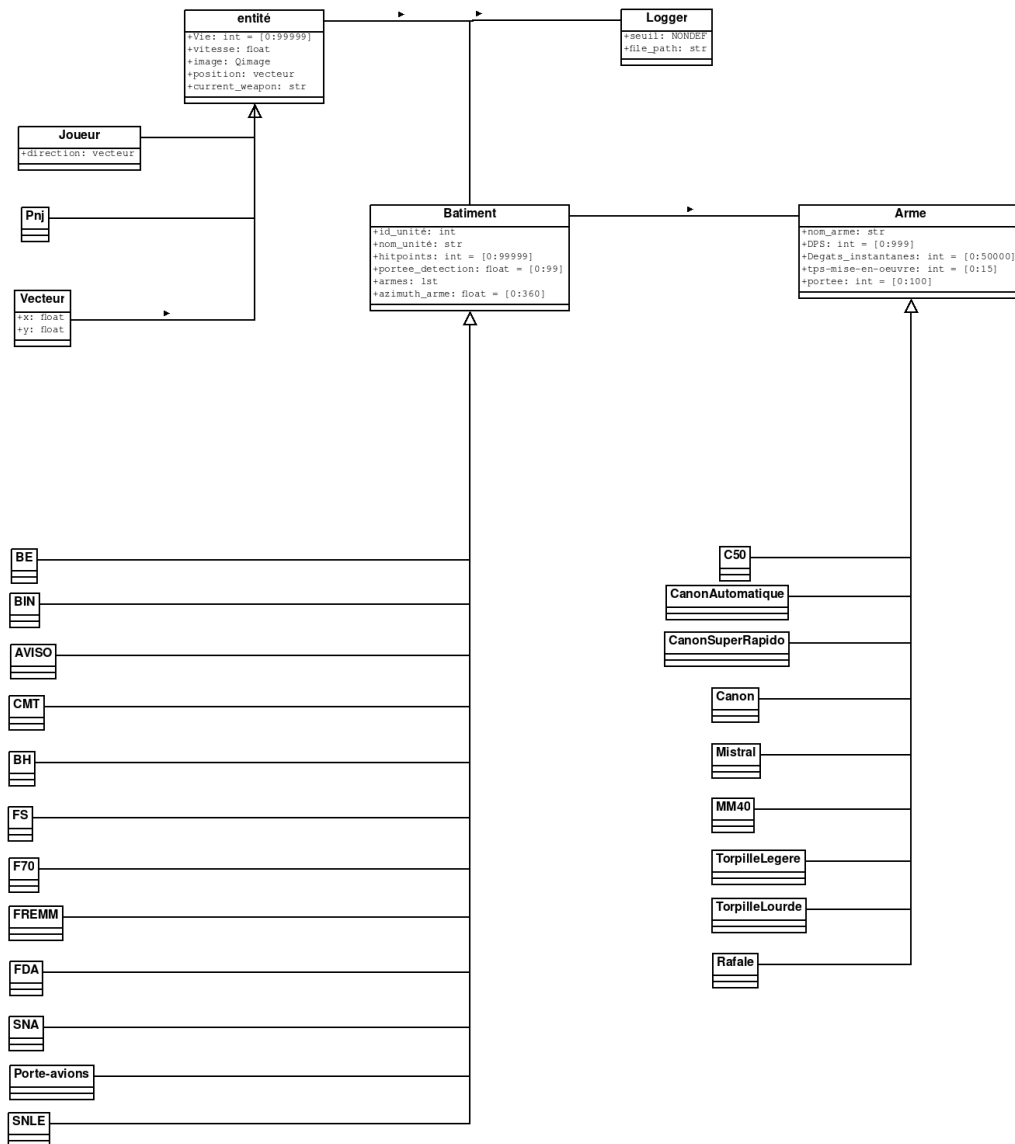 entité
+Vie: int = [0:99999]
+vitesse: float
+image: Qimage
+position: vecteur
+current_weapon: str
Logger
+seuil: NONDEF
+file_path: str
Joueur
+direction: vecteur
Pnj
Vecteur
+x: float
+y: float
Batiment
+id_unité: int
+nom_unité: str
+hitpoints: int = [0:99999]
+portee_detection: float = [0:99]
+armes: lst
+azimuth_arme: float = [0:360]
Arme
+nom_arme: str
+DPS: int = [0:999]
+Degats_instantanes: int = [0:50000]
+tps-mise-en-oeuvre: int = [0:15]
+portee: int = [0:100]
BE
BIN
AVISO
CMT
BH
FS
F70
FREMM
FDA
SNA
Porte-avions
SNLE
C50
CanonAutomatique
CanonSuperRapido
Canon
Mistral
MM40
TorpilleLegere
TorpilleLourde
Rafale